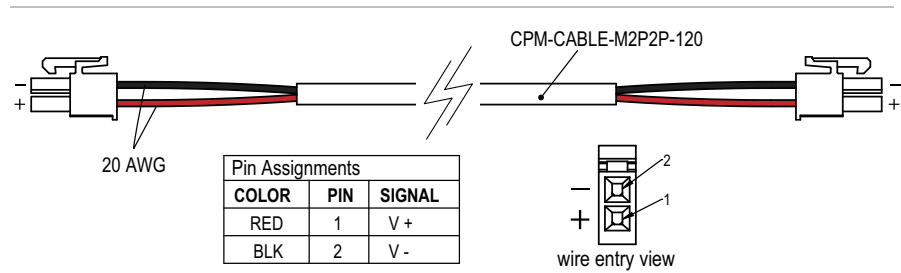 CPM-CABLE-M2P2P-120
− −
+ +
20 AWG
Pin Assignments
COLOR PIN SIGNAL
RED 1 V +
BLK 2 V -
− 2
+ 1
wire entry view